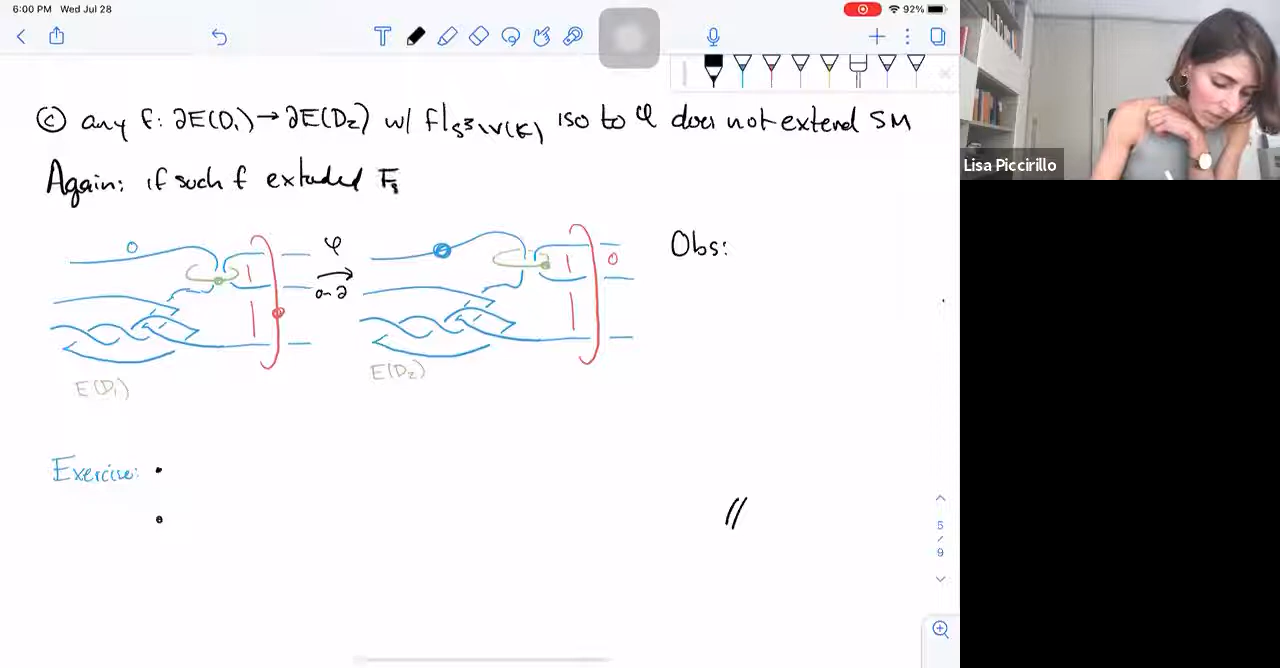 6:00 PM Wed Jul 28
92%
ⓒ any f: ∂E(D₁) → ∂E(D₂) w/ f|_{S³\ν(K)} iso to φ does not extend SM
Again: if such f extended F
0
φ
on ∂
0
E(D₁)
E(D₂)
Obs:
Exercise: •
•
//
5
/
9
Lisa Piccirillo